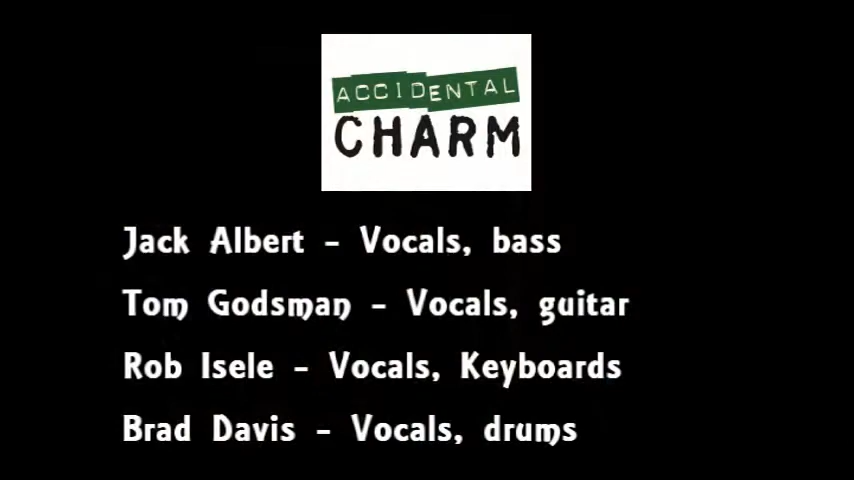 ACCIDENTAL
CHARM
Jack Albert - Vocals, bass
Tom Godsman - Vocals, guitar
Rob Isele - Vocals, Keyboards
Brad Davis - Vocals, drums